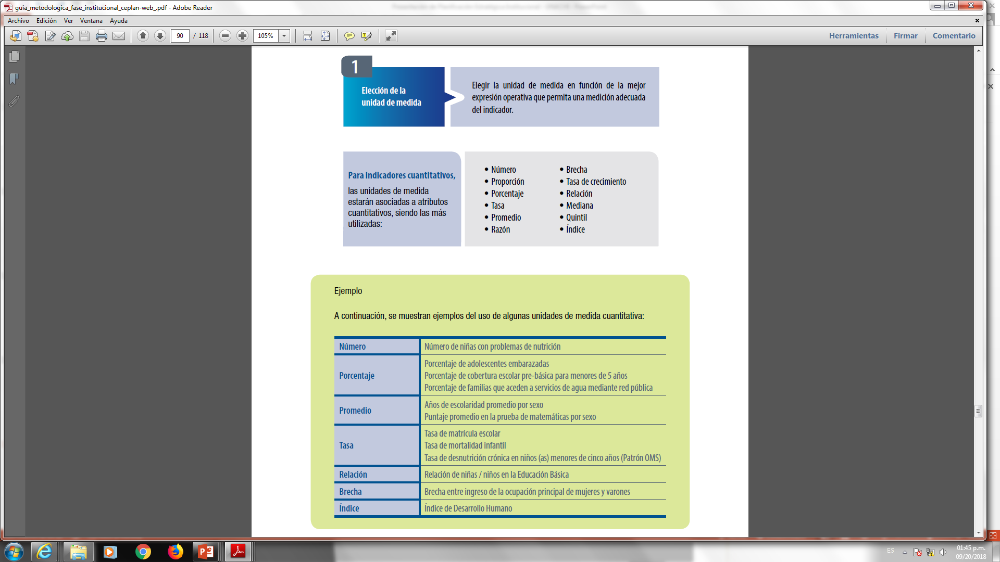 guia_metodologica_fase_institucional_ceplan-web_.pdf - Adobe Reader
Archivo Edición Ver Ventana Ayuda
90 / 118 105% Herramientas Firmar Comentario
1
Elección de la
unidad de medida
Elegir la unidad de medida en función de la mejor
expresión operativa que permita una medición adecuada
del indicador.
Para indicadores cuantitativos,
las unidades de medida
estarán asociadas a atributos
cuantitativos, siendo las más
utilizadas:
• Número
• Proporción
• Porcentaje
• Tasa
• Promedio
• Razón
• Brecha
• Tasa de crecimiento
• Relación
• Mediana
• Quintil
• Índice
Ejemplo
A continuación, se muestran ejemplos del uso de algunas unidades de medida cuantitativa:
Número
Número de niñas con problemas de nutrición
Porcentaje
Porcentaje de adolescentes embarazadas
Porcentaje de cobertura escolar pre-básica para menores de 5 años
Porcentaje de familias que aceden a servicios de agua mediante red pública
Promedio
Años de escolaridad promedio por sexo
Puntaje promedio en la prueba de matemáticas por sexo
Tasa
Tasa de matrícula escolar
Tasa de mortalidad infantil
Tasa de desnutrición crónica en niños (as) menores de cinco años (Patrón OMS)
Relación
Relación de niñas / niños en la Educación Básica
Brecha
Brecha entre ingreso de la ocupación principal de mujeres y varones
Índice
Índice de Desarrollo Humano
ES
01:45 p.m.
09/20/2018